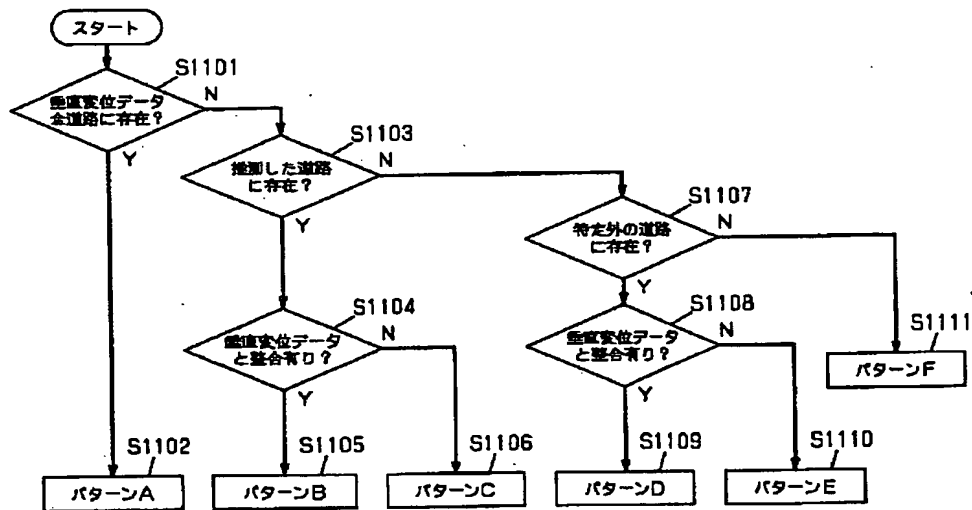 スタート
S1101
垂直変位データ
全道路に存在?
N
Y
S1103
推測した道路
に存在?
N
Y
S1107
特定外の道路
に存在?
N
Y
S1104
垂直変位データ
と整合有り?
N
Y
S1108
垂直変位データ
と整合有り?
N
Y
S1111
パターンF
S1102
パターンA
S1105
パターンB
S1106
パターンC
S1109
パターンD
S1110
パターンE